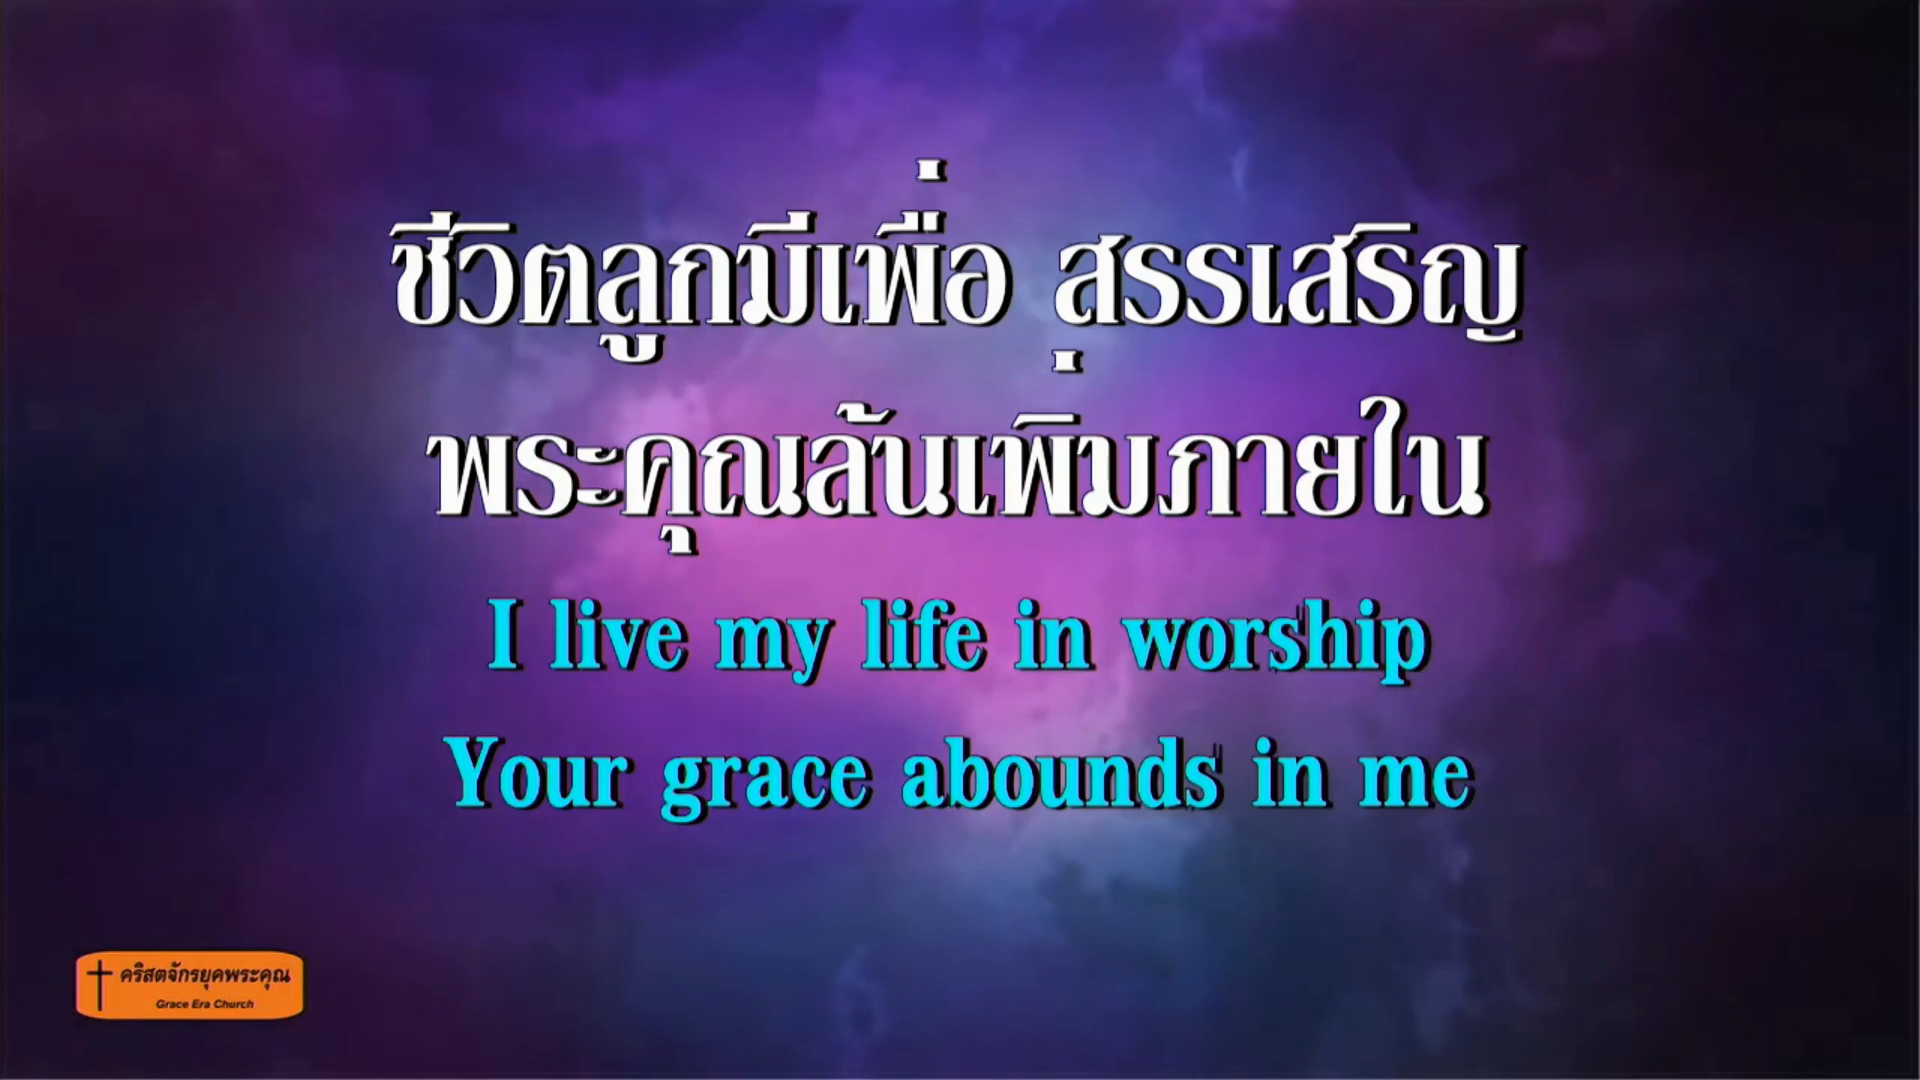 ชีวิตลูกมีเพื่อ สรรเสริญ
พระคุณล้นเพิ่มภายใน
I live my life in worship
Your grace abounds in me
คริสตจักรยุคพระคุณ
Grace Era Church